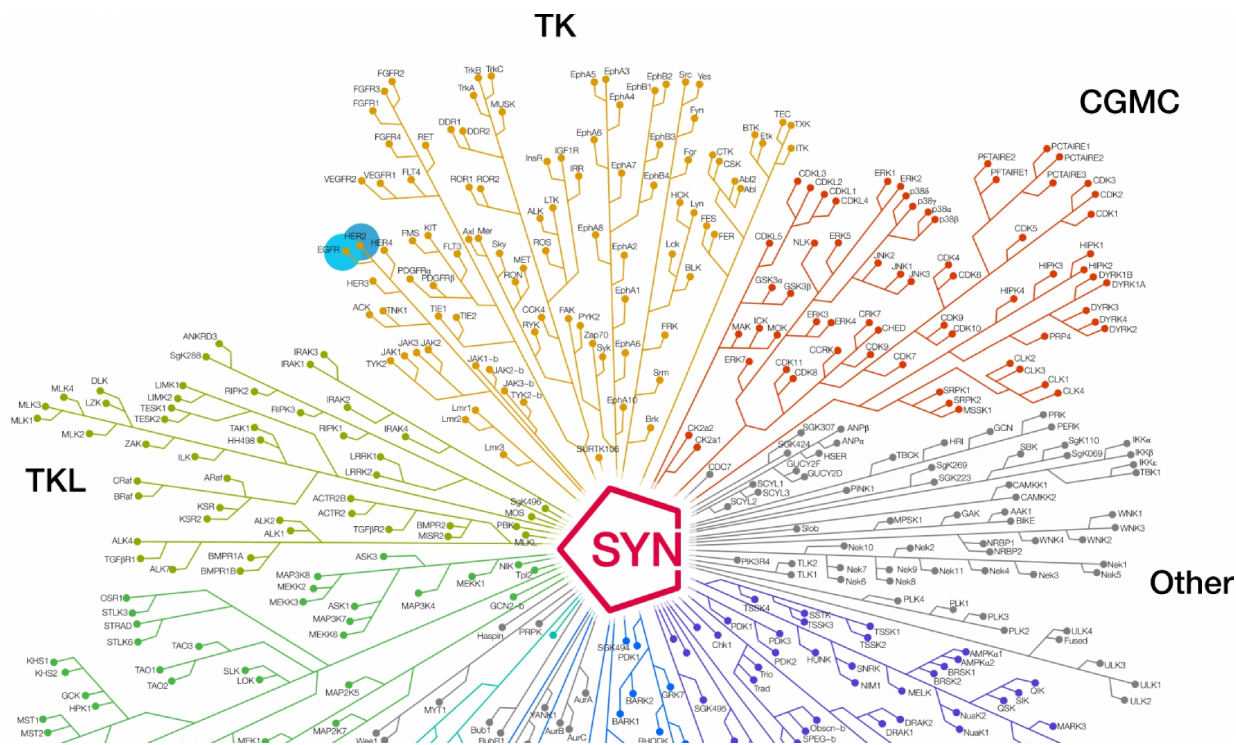 TK
CGMC
TKL
Other
SYN
FGFR2
FGFR3
FGFR1
FGFR4
RET
TrkB
TrkC
TrkA
MUSK
DDR1
DDR2
VEGFR2
VEGFR1
FLT4
ROR1
ROR2
InsR
IGF1R
IRR
LTK
ALK
ROS
HER2
EGFR
HER4
HER3
FMS
KIT
FLT3
PDGFRα
PDGFRβ
Axl
Mer
Sky
MET
RON
ACK
TNK1
TIE1
TIE2
CCK4
RYK
FAK
PYK2
Zap70
Syk
JAK3
JAK2
JAK1
TYK2
JAK1~b
JAK2~b
JAK3~b
TYK2~b
Lmr1
Lmr2
Lmr3
SURTK106
EphA5
EphA3
EphA4
EphA6
EphA7
EphA8
EphA2
EphA1
EphA6
EphA10
EphB2
EphB1
EphB3
EphB4
Src
Yes
Fyn
Fgr
HCK
Lyn
Lck
BLK
FRK
Srm
Brk
CTK
CSK
Abl2
Abl
FES
FER
TEC
TXK
BTK
Etk
ITK
CDKL3
CDKL2
CDKL1
CDKL4
CDKL5
ERK1
ERK2
p38δ
p38γ
p38α
p38β
NLK
ERK5
JNK2
JNK1
JNK3
GSK3α
GSK3β
MAK
ICK
MOK
ERK3
ERK4
ERK7
CDK11
CDK8
CCRK
CRK7
CHED
CDK9
CDK7
CDK9
CDK10
CDK4
CDK6
CDK5
PFTAIRE2
PFTAIRE1
PCTAIRE1
PCTAIRE2
PCTAIRE3
CDK3
CDK2
CDK1
HIPK1
HIPK2
HIPK3
HIPK4
DYRK1B
DYRK1A
DYRK3
DYRK4
DYRK2
PRP4
CLK2
CLK3
CLK1
CLK4
SRPK1
SRPK2
MSSK1
CK2a2
CK2a1
ANKRD3
SgK288
DLK
MLK4
LZK
MLK3
MLK1
MLK2
LIMK1
LIMK2
TESK1
TESK2
RIPK2
RIPK3
RIPK1
IRAK3
IRAK1
IRAK2
IRAK4
ZAK
ILK
TAK1
HH498
LRRK1
LRRK2
CRaf
BRaf
ARaf
KSR
KSR2
ACTR2B
ACTR2
TGFβR2
BMPR2
MISR2
SgK496
MOS
PBK
MLKL
ALK2
ALK1
ALK4
TGFβR1
ALK7
BMPR1A
BMPR1B
CDC7
SGK307
ANPβ
ANPα
SGK424
HSER
GUCY2F
GUCY2D
SCYL1
SCYL3
SCYL2
TBCK
PINK1
HRI
GCN
PRK
PERK
SgK269
SGK223
SBK
SgK110
SgK069
IKKα
IKKβ
IKKε
TBK1
CAMKK1
CAMKK2
Slob
MPSK1
GAK
AAK1
BIKE
NRBP1
NRBP2
WNK1
WNK3
WNK4
WNK2
PIK3R4
TLK2
TLK1
Nek10
Nek2
Nek7
Nek6
Nek9
Nek8
Nek11
Nek4
Nek3
Nek1
Nek5
PLK4
PLK1
PLK3
PLK2
ULK4
Fused
ULK3
ULK1
ULK2
ASK3
MAP3K8
MEKK2
MEKK3
ASK1
MAP3K7
MEKK6
MAP3K4
MEKK1
NIK
Tpl2
GCN2~b
OSR1
STLK3
STRAD
STLK6
TAO3
TAO1
TAO2
SLK
LOK
KHS1
KHS2
GCK
HPK1
MST1
MST2
MAP2K5
MAP2K7
MEK1
Haspin
PRPK
MYT1
Wee1
Bub1
BubR1
YANK1
AurA
AurB
AurC
SGK494
PDK1
BARK2
BARK1
GRK7
RHODK
SGK495
Chk1
PDK1
PDK3
PDK2
Trio
Trad
TSSK4
SSTK
TSSK3
TSSK1
TSSK2
HUNK
SNRK
NIM1
MELK
AMPKα1
AMPKα2
BRSK1
BRSK2
QIK
SIK
QSK
NuaK2
NuaK1
MARK3
Obscn~b
SPEG~b
DRAK2
DRAK1